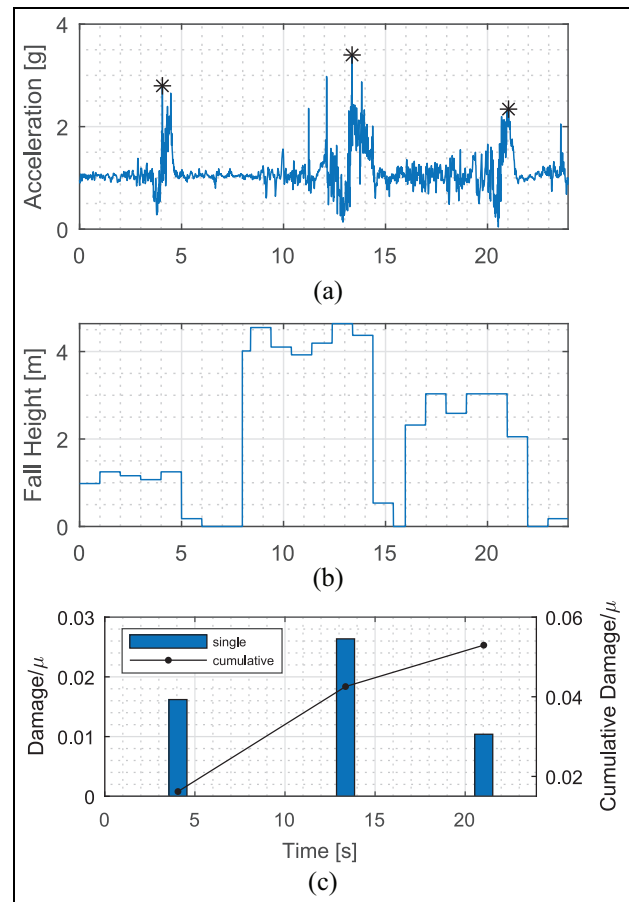 4
2
0
Acceleration [g]
0 5 10 15 20
(a)
4
2
0
Fall Height [m]
0 5 10 15 20
(b)
0.03
0.02
0.01
0
Damage/μ
single
cumulative
0.06
0.04
0.02
Cumulative Damage/μ
0 5 10 15 20
Time [s]
(c)